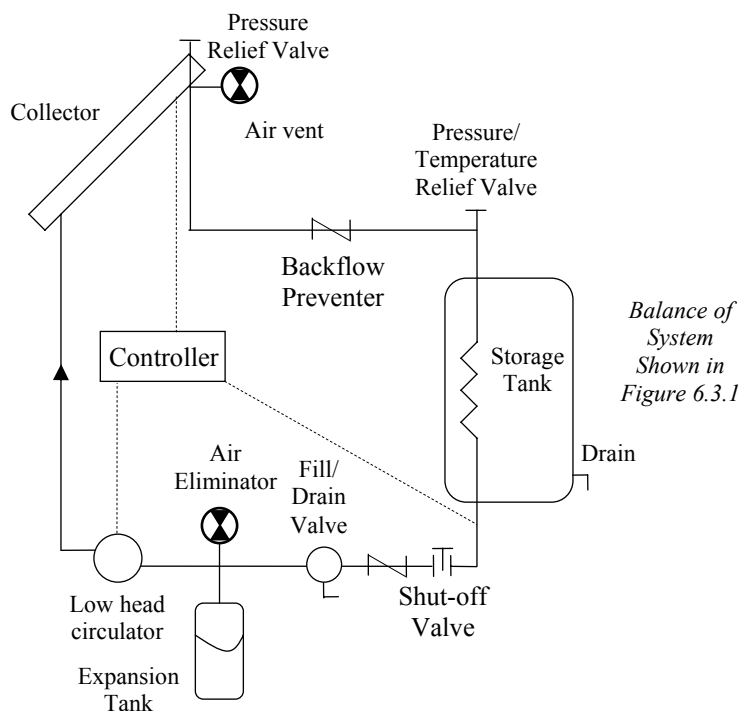 Pressure
Relief Valve
Collector
Air vent
Pressure/
Temperature
Relief Valve
Backflow
Preventer
Controller
Storage
Tank
Balance of
System
Shown in
Figure 6.3.1
Drain
Air
Eliminator
Fill/
Drain
Valve
Low head
circulator
Shut-off
Valve
Expansion
Tank